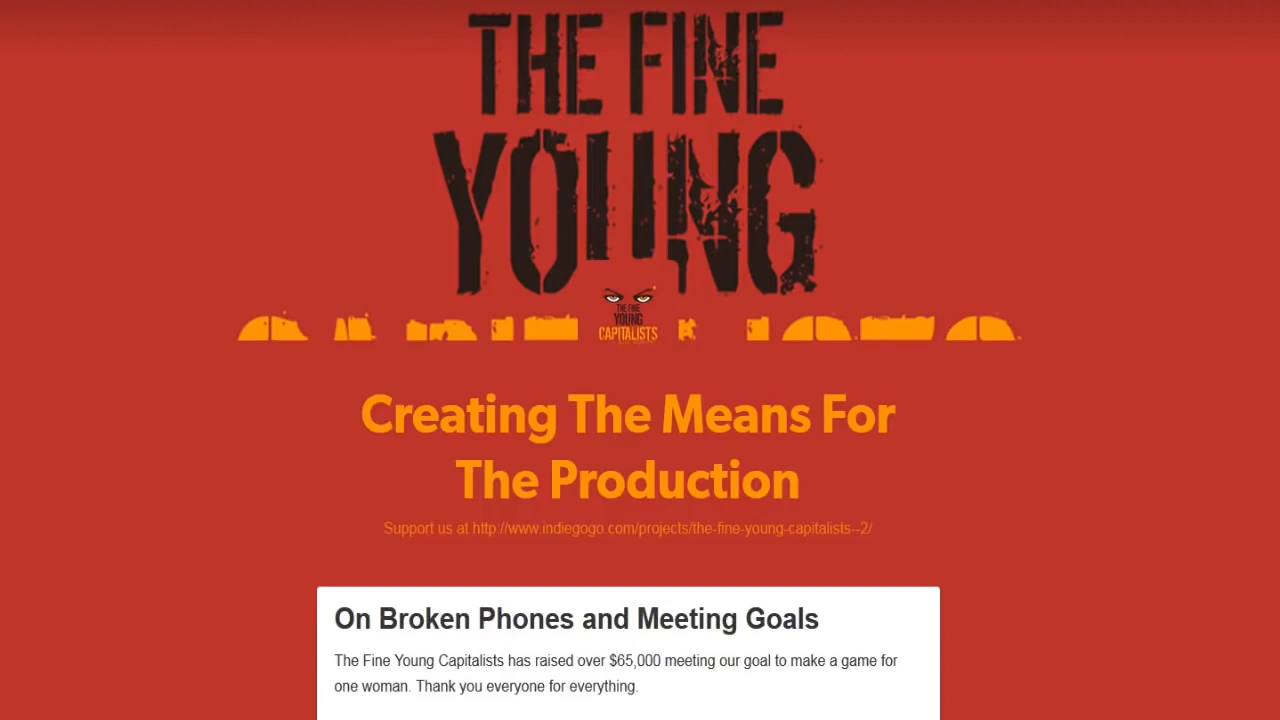 THE FINE
YOUNG
THE FINE
YOUNG
CAPITALISTS
Creating The Means For
The Production
Support us at http://www.indiegogo.com/projects/the-fine-young-capitalists--2/
On Broken Phones and Meeting Goals
The Fine Young Capitalists has raised over $65,000 meeting our goal to make a game for
one woman. Thank you everyone for everything.